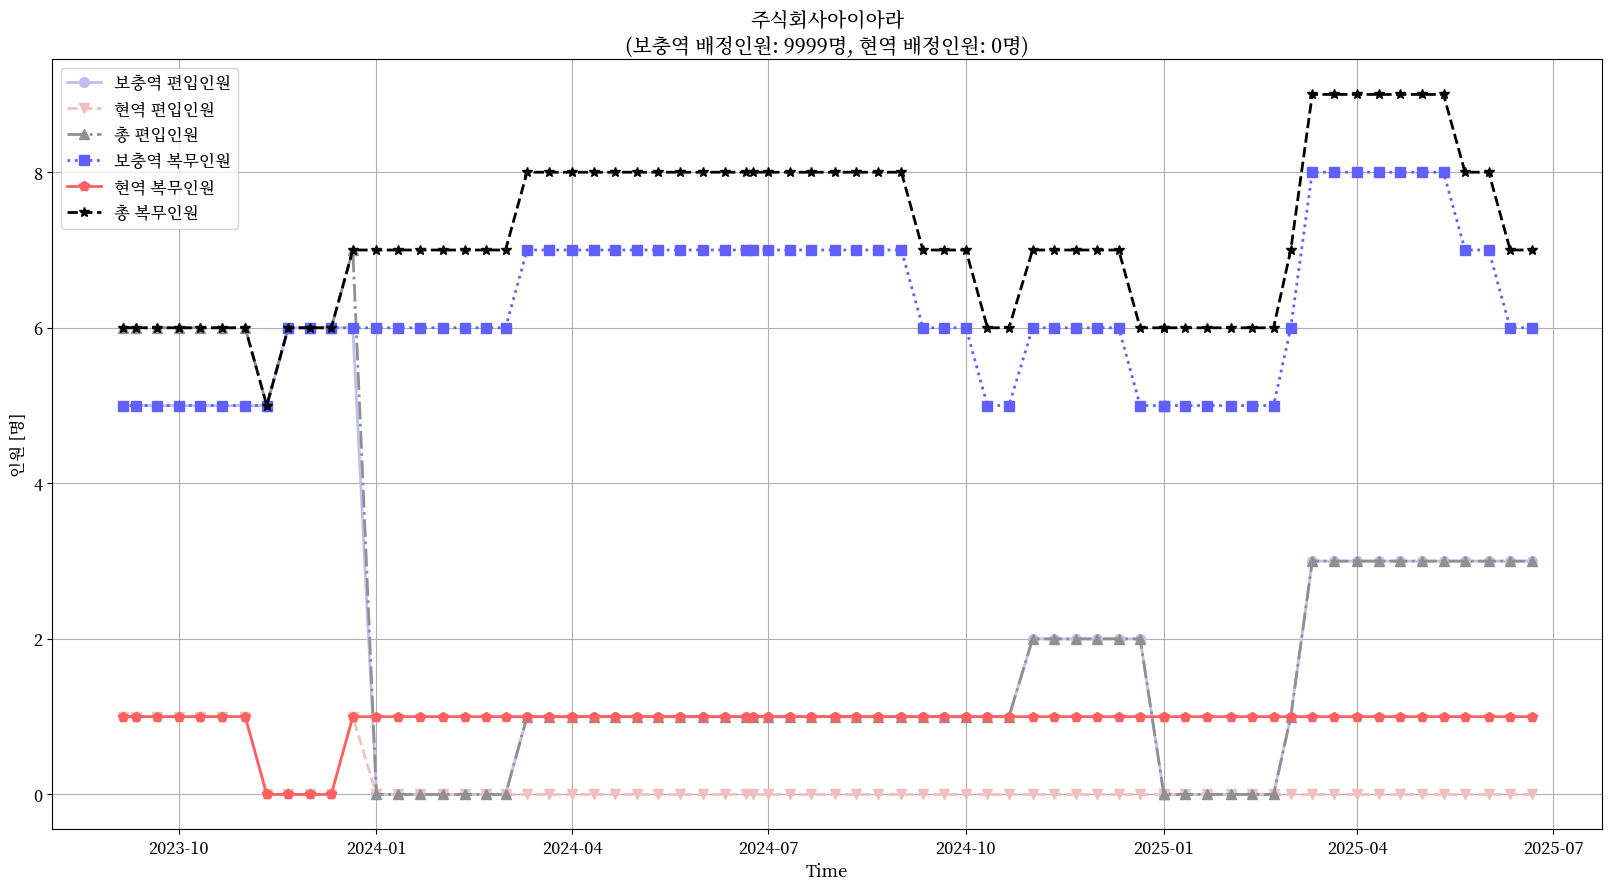 주식회사아이아라
(보충역 배정인원: 9999명, 현역 배정인원: 0명)
보충역 편입인원
현역 편입인원
총 편입인원
보충역 복무인원
현역 복무인원
총 복무인원
인원 [명]
8
6
4
2
0
2023-10
2024-01
2024-04
2024-07
2024-10
2025-01
2025-04
2025-07
Time